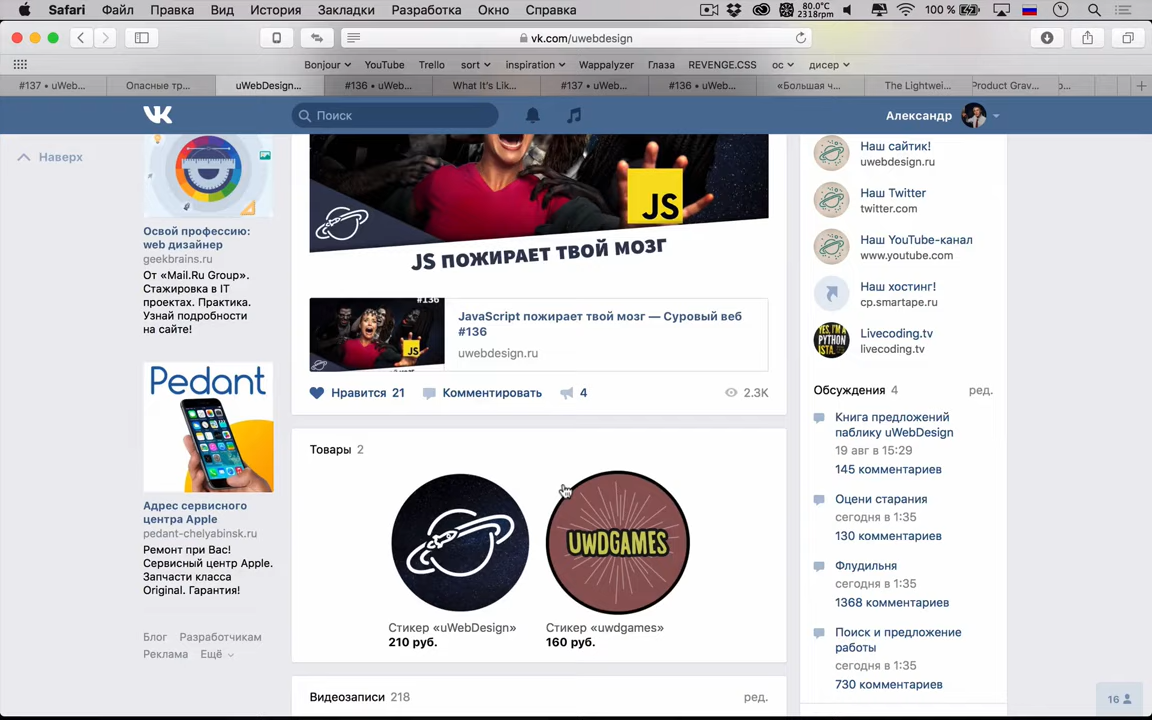 Safari Файл Правка Вид История Закладки Разработка Окно Справка 80.0°C 2318rpm 100 %
vk.com/uwebdesign
Bonjour YouTube Trello sort inspiration Wappalyzer Глаза REVENGE.CSS ос дисер
#137 • uWeb... Опасные тр... uWebDesign... #136 • uWeb... What It's Lik... #137 • uWeb... #136 • uWeb... «Большая ч... The Lightwei... Product Grav...
Поиск Александр
Наверх
Освой профессию:
web дизайнер
geekbrains.ru
От «Mail.Ru Group».
Стажировка в IT
проектах. Практика.
Узнай подробности
на сайте!
Pedant
Адрес сервисного
центра Apple
pedant-chelyabinsk.ru
Ремонт при Вас!
Сервисный центр Apple.
Запчасти класса
Original. Гарантия!
Блог Разработчикам
Реклама Ещё
JS
JS ПОЖИРАЕТ ТВОЙ МОЗГ
#136
JS
JavaScript пожирает твой мозг — Суровый веб
#136
uwebdesign.ru
Нравится 21 Комментировать 4 2.3K
Товары 2
UWDGAMES
Стикер «uWebDesign» Стикер «uwdgames»
210 руб. 160 руб.
Видеозаписи 218 ред.
Наш сайтик!
uwebdesign.ru
Наш Twitter
twitter.com
Наш YouTube-канал
www.youtube.com
Наш хостинг!
cp.smartape.ru
YES, I'M A
PYTHON
ISTA.
Livecoding.tv
livecoding.tv
Обсуждения 4 ред.
Книга предложений
паблику uWebDesign
19 авг в 15:29
145 комментариев
Оцени старания
сегодня в 1:35
130 комментариев
Флудильня
сегодня в 1:35
1368 комментариев
Поиск и предложение
работы
сегодня в 1:35
730 комментариев
16